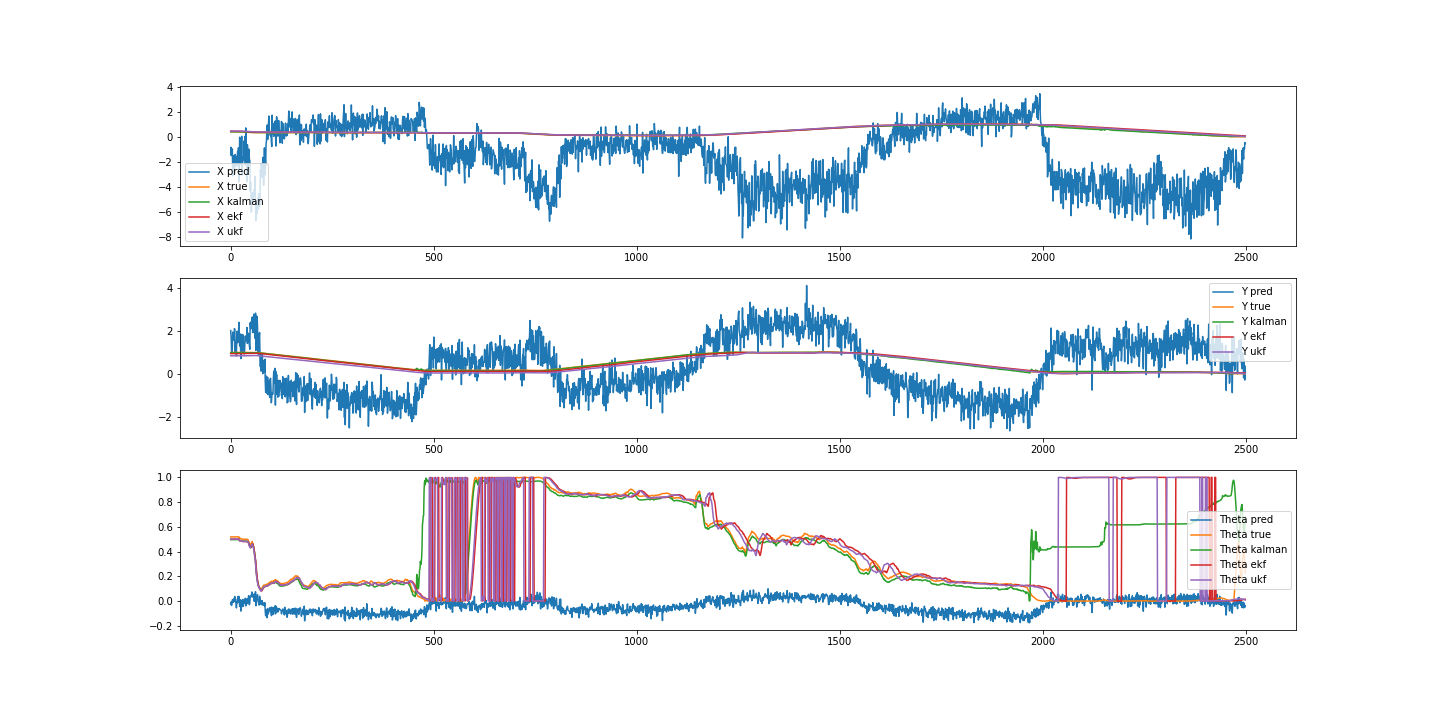 4
2
0
−2
−4
−6
−8
X pred
X true
X kalman
X ekf
X ukf
0
500
1000
1500
2000
2500
4
2
0
−2
Y pred
Y true
Y kalman
Y ekf
Y ukf
0
500
1000
1500
2000
2500
1.0
0.8
0.6
0.4
0.2
0.0
−0.2
Theta pred
Theta true
Theta kalman
Theta ekf
Theta ukf
0
500
1000
1500
2000
2500